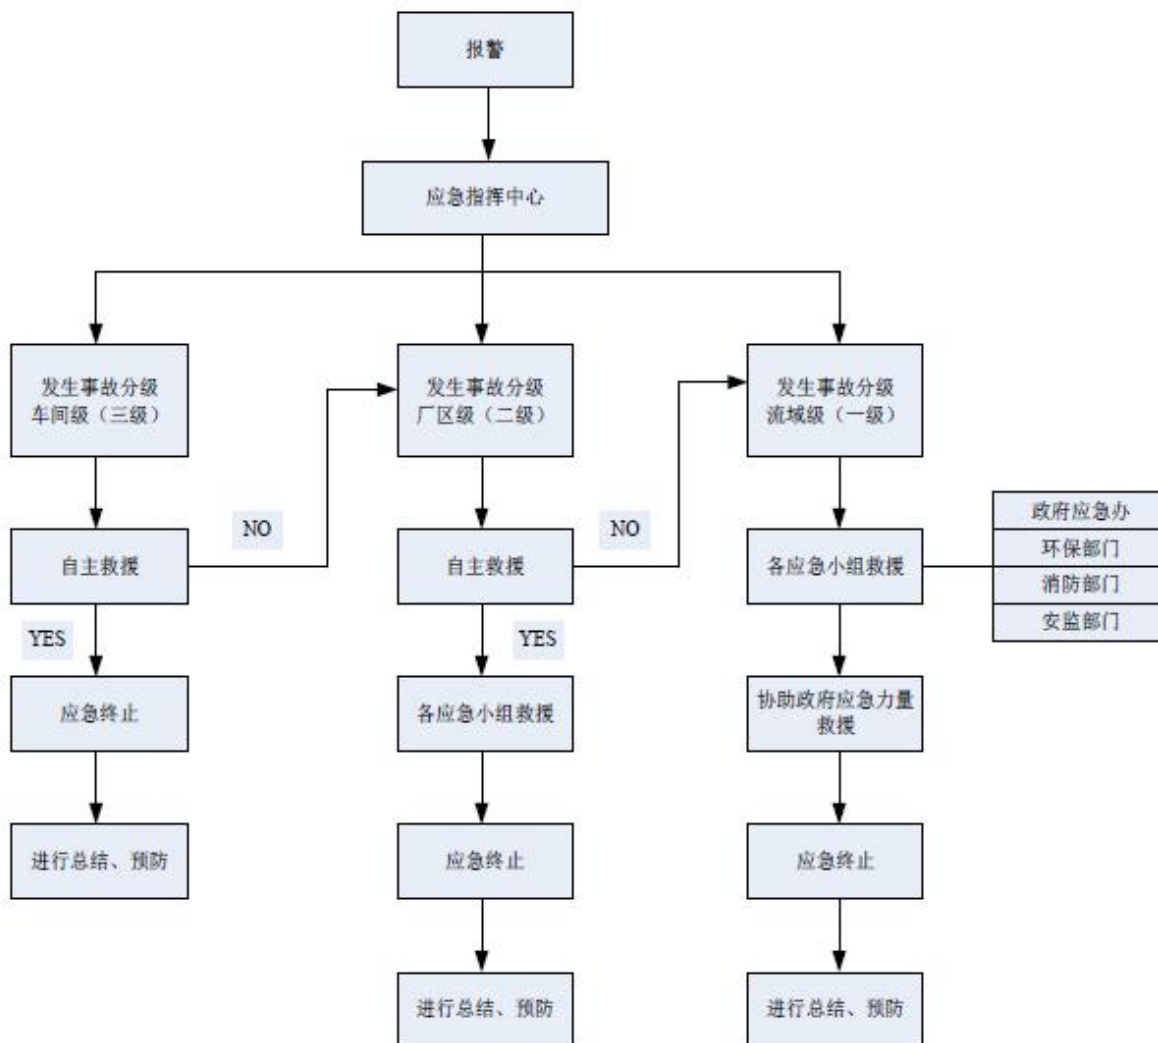 报警
应急指挥中心
发生事故分级
车间级（三级）
发生事故分级
厂区级（二级）
发生事故分级
流域级（一级）
政府应急办
环保部门
消防部门
安监部门
NO
NO
自主救援
自主救援
各应急小组救援
YES
YES
应急终止
各应急小组救援
协助政府应急力量
救援
进行总结、预防
应急终止
应急终止
进行总结、预防
进行总结、预防